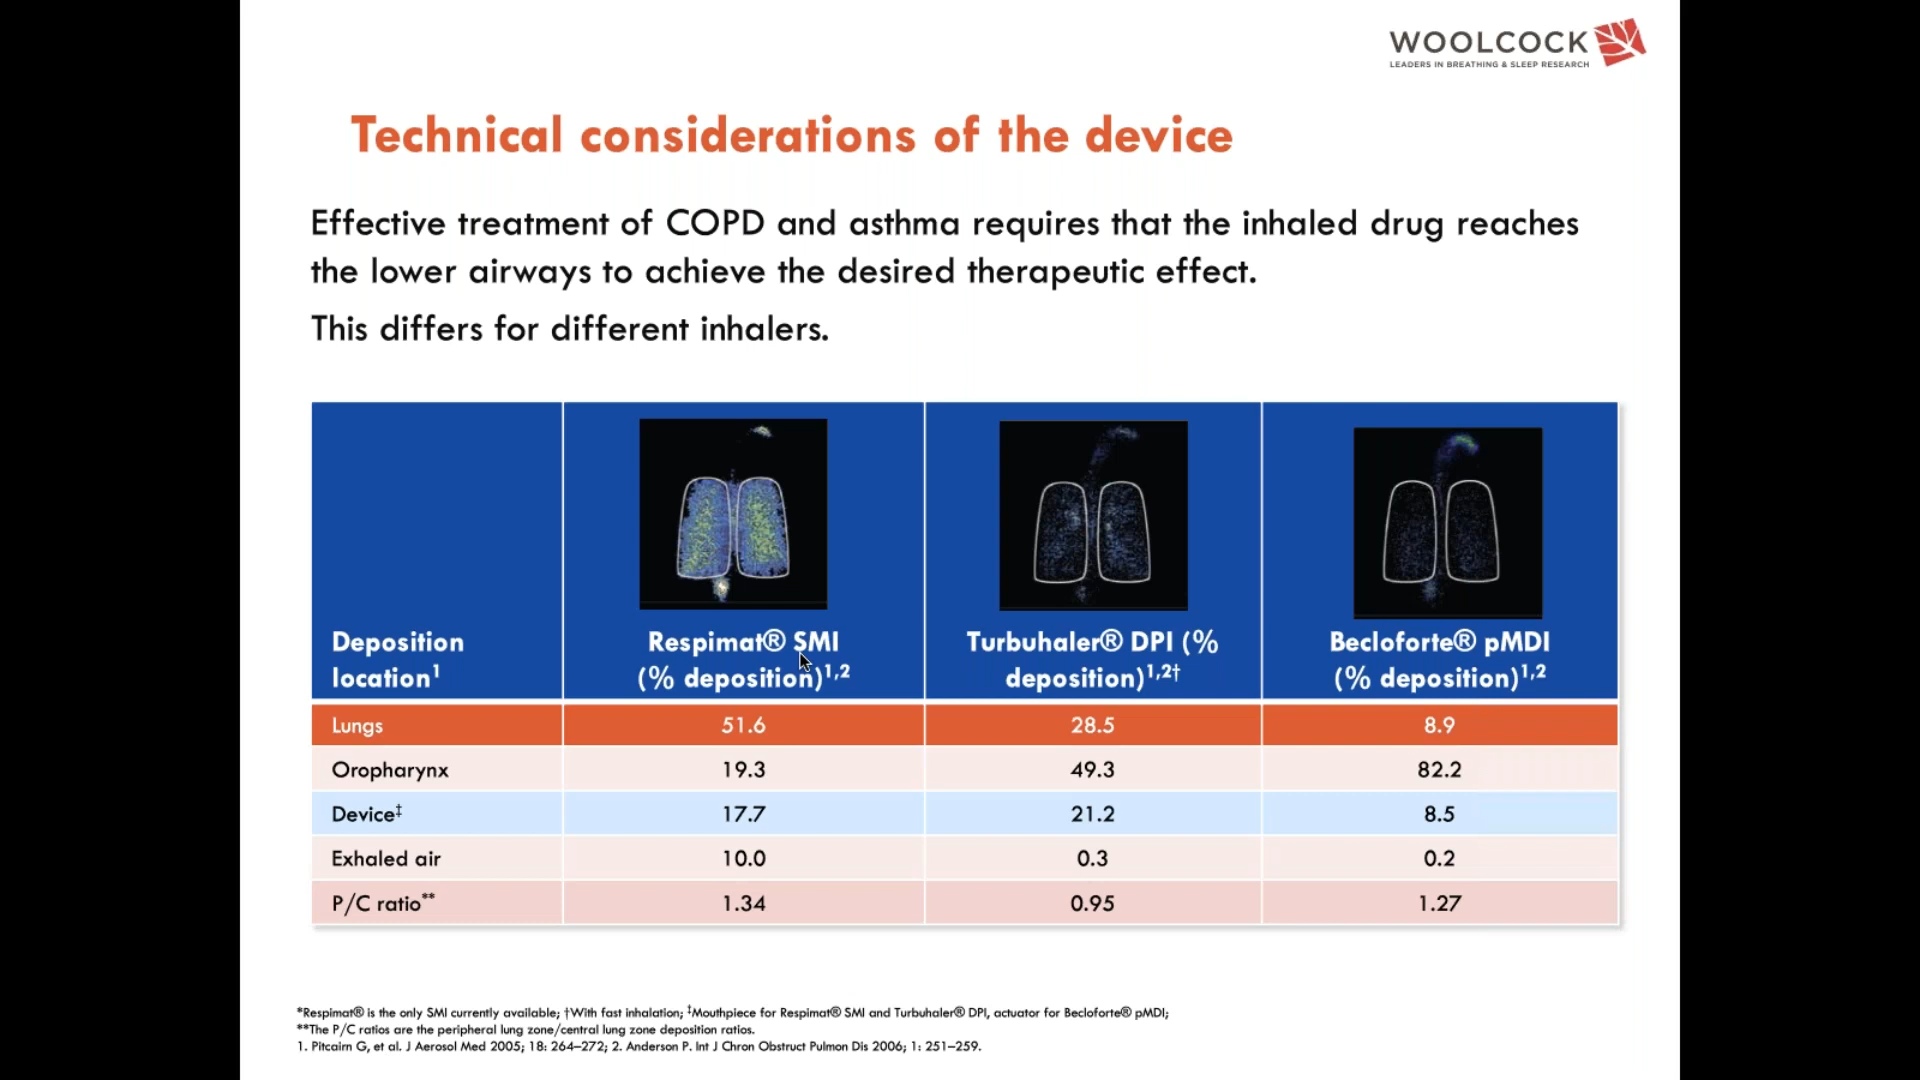 WOOLCOCK
LEADERS IN BREATHING & SLEEP RESEARCH
Technical considerations of the device
Effective treatment of COPD and asthma requires that the inhaled drug reaches
the lower airways to achieve the desired therapeutic effect.
This differs for different inhalers.
Deposition
location¹
Respimat® SMI
(% deposition)¹,²
Turbuhaler® DPI (%
deposition)¹,²†
Becloforte® pMDI
(% deposition)¹,²
Lungs 51.6 28.5 8.9
Oropharynx 19.3 49.3 82.2
Device‡ 17.7 21.2 8.5
Exhaled air 10.0 0.3 0.2
P/C ratio** 1.34 0.95 1.27
*Respimat® is the only SMI currently available; †With fast inhalation; ‡Mouthpiece for Respimat® SMI and Turbuhaler® DPI, actuator for Becloforte® pMDI;
**The P/C ratios are the peripheral lung zone/central lung zone deposition ratios.
1. Pitcairn G, et al. J Aerosol Med 2005; 18: 264–272; 2. Anderson P. Int J Chron Obstruct Pulmon Dis 2006; 1: 251–259.